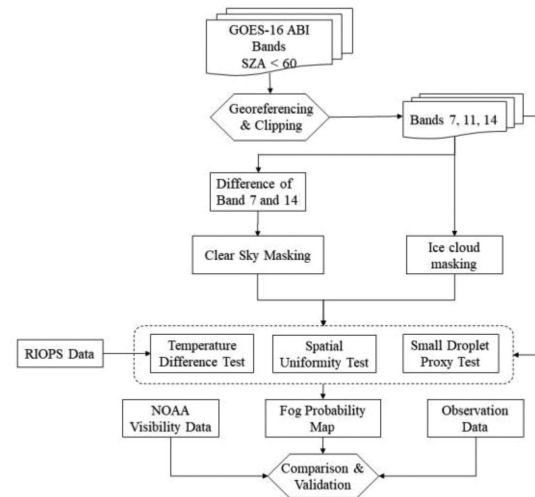 GOES-16 ABI
Bands
SZA < 60
Georeferencing
& Clipping
Bands 7, 11, 14
Difference of
Band 7 and 14
Clear Sky Masking
Ice cloud
masking
RIOPS Data
Temperature
Difference Test
Spatial
Uniformity Test
Small Droplet
Proxy Test
NOAA
Visibility Data
Fog Probability
Map
Observation
Data
Comparison &
Validation